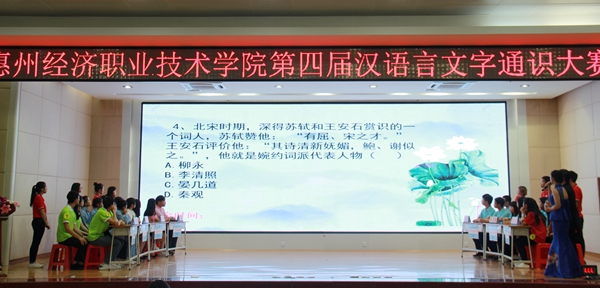 惠州经济职业技术学院第四届汉语言文字通识大赛
4、北宋时期，深得苏轼和王安石赏识的一
个词人，苏轼赞他： “有屈、宋之才。”
王安石评价他：“其诗清新妩媚，鲍、谢似
之。”，他就是婉约词派代表人物（ ）
A. 柳永
B. 李清照
C. 晏几道
D. 秦观